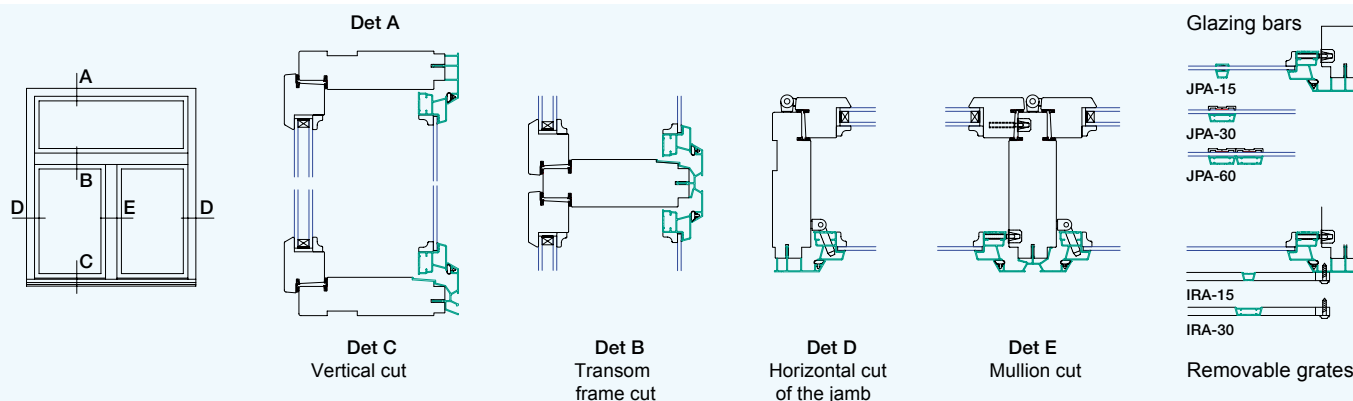 Det A
Glazing bars
A
B
D
E
D
C
JPA-15
JPA-30
JPA-60
IRA-15
IRA-30
Det C
Vertical cut
Det B
Transom
frame cut
Det D
Horizontal cut
of the jamb
Det E
Mullion cut
Removable grates